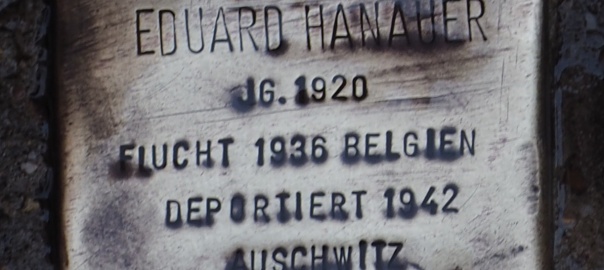 EDUARD HANAUER
JG. 1920
FLUCHT 1936 BELGIEN
DEPORTIERT 1942
AUSCHWITZ